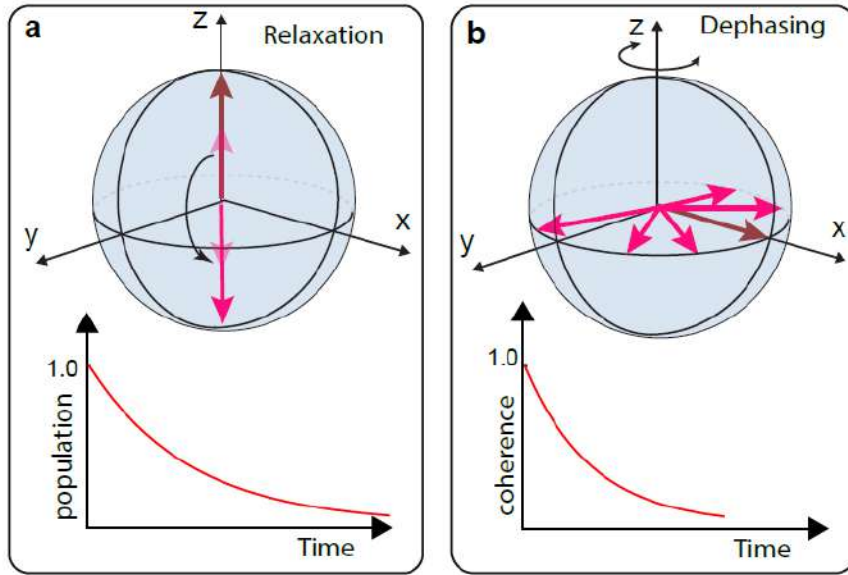 a
z
Relaxation
y
x
1.0
population
Time
b
z
Dephasing
y
x
1.0
coherence
Time